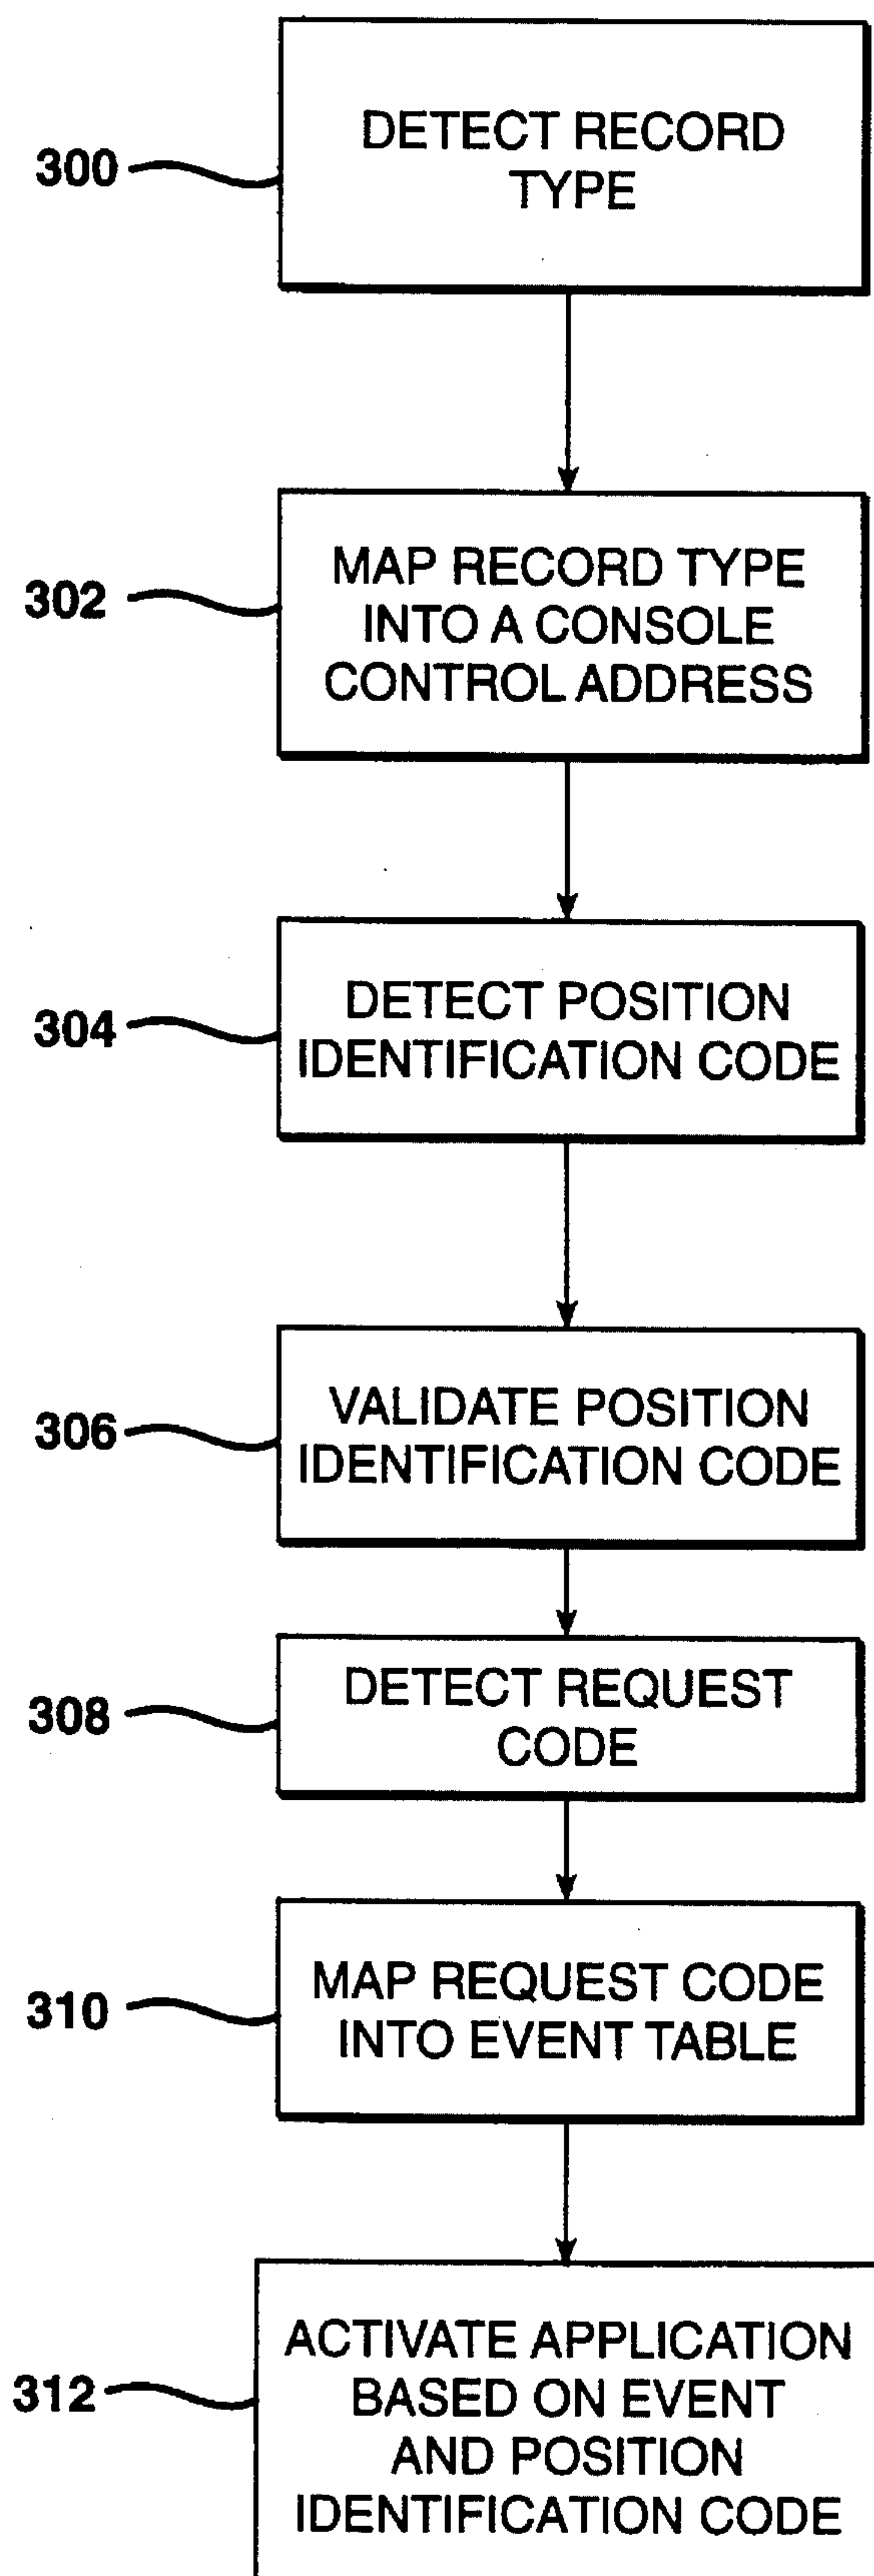 300
DETECT RECORD
TYPE
302
MAP RECORD TYPE
INTO A CONSOLE
CONTROL ADDRESS
304
DETECT POSITION
IDENTIFICATION CODE
306
VALIDATE POSITION
IDENTIFICATION CODE
308
DETECT REQUEST
CODE
310
MAP REQUEST CODE
INTO EVENT TABLE
312
ACTIVATE APPLICATION
BASED ON EVENT
AND POSITION
IDENTIFICATION CODE